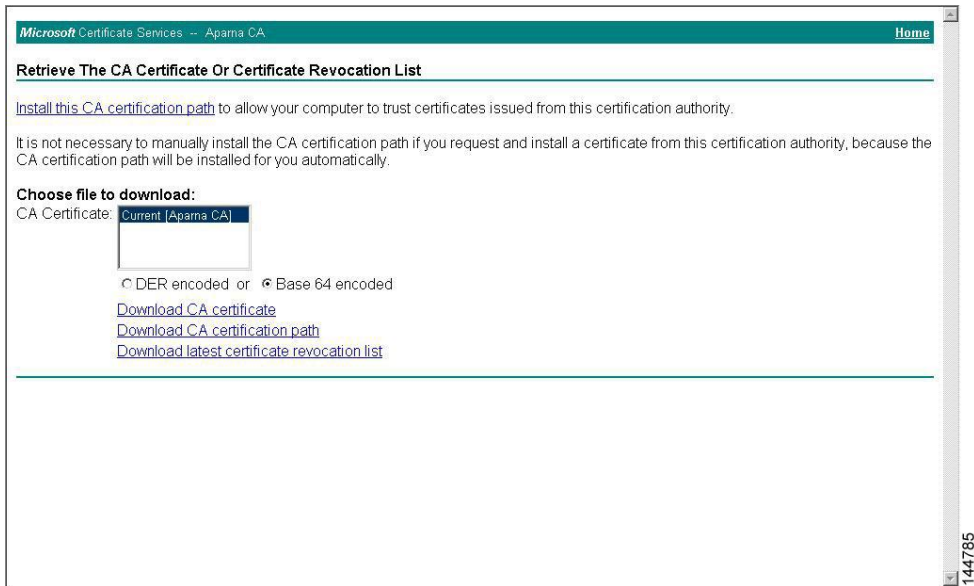 Microsoft Certificate Services -- Aparna CA Home
Retrieve The CA Certificate Or Certificate Revocation List
Install this CA certification path to allow your computer to trust certificates issued from this certification authority.
It is not necessary to manually install the CA certification path if you request and install a certificate from this certification authority, because the
CA certification path will be installed for you automatically.
Choose file to download:
CA Certificate: Current [Aparna CA]
DER encoded or Base 64 encoded
Download CA certificate
Download CA certification path
Download latest certificate revocation list
144785